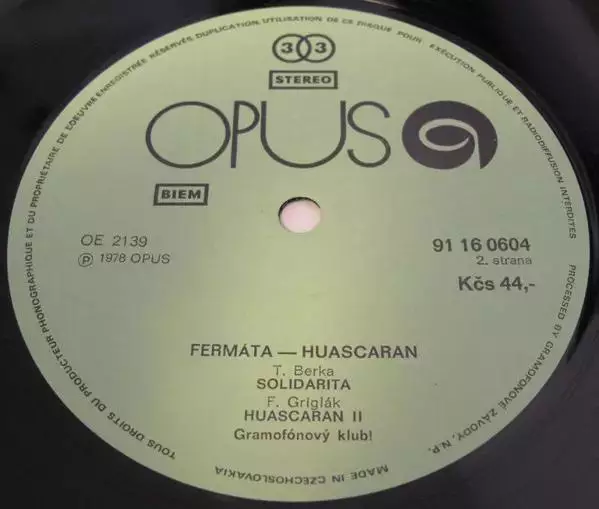 TOUS DROITS DU PRODUCTEUR PHONOGRAPHIQUE ET DU PROPRIÉTAIRE DE L'OEUVRE ENREGISTRÉE RÉSERVÉS DUPLICATION, UTILISATION DE CE DISQUE POUR EXÉCUTION PUBLIQUE ET RADIODIFFUSION INTERDITES
PROCESSED BY GRAMOFONOVÉ ZÁVODY, N.P.
MADE IN CZECHOSLOVAKIA
33
STEREO
OPUS
BIEM
OE 2139
℗ 1978 OPUS
91 16 0604
2. strana
Kčs 44,-
FERMÁTA — HUASCARAN
T. Berka
SOLIDARITA
F. Griglák
HUASCARAN II
Gramofónový klub!